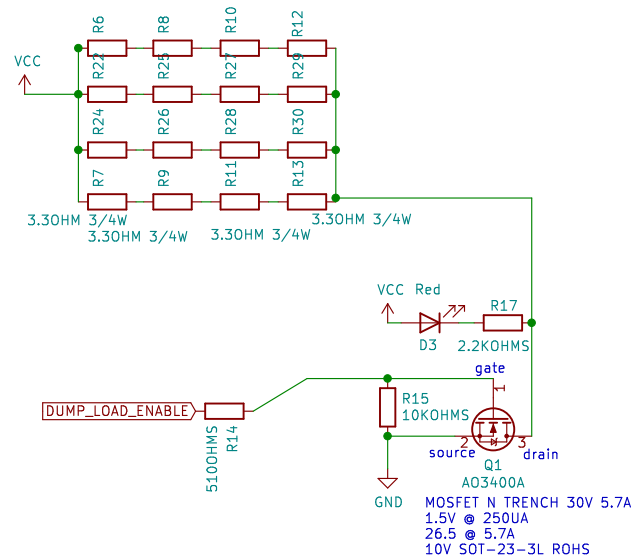 R6
R8
R10
R12
VCC
R22
R25
R27
R29
R24
R26
R28
R30
R7
R9
R11
R13
3.3OHM 3/4W
3.3OHM 3/4W
3.3OHM 3/4W
3.3OHM 3/4W
VCC
Red
R17
D3
2.2KOHMS
gate
1
DUMP_LOAD_ENABLE
510OHMS
R14
R15
10KOHMS
source
2
3
drain
Q1
AO3400A
GND
MOSFET N TRENCH 30V 5.7A
1.5V @ 250UA
26.5 @ 5.7A
10V SOT-23-3L ROHS